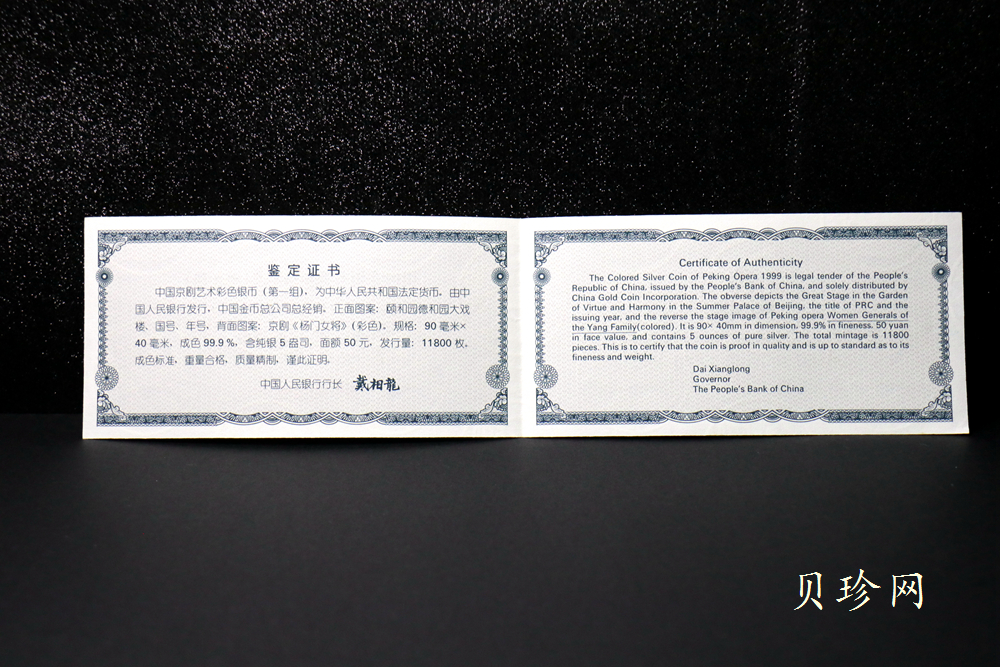 鉴定证书
中国京剧艺术彩色银币（第一组），为中华人民共和国法定货币，由中
国人民银行发行，中国金币总公司总经销，正面图案：颐和园德和园大戏
楼、国号、年号，背面图案：京剧《杨门女将》（彩色），规格：90毫米×
40毫米，成色99.9%，含纯银5盎司，面额50元，发行量：11800枚。
成色标准，重量合格，质量精制，谨此证明。
中国人民银行行长 戴相龍
Certificate of Authenticity
The Colored Silver Coin of Peking Opera 1999 is legal tender of the People's
Republic of China, issued by the People's Bank of China, and solely distributed by
China Gold Coin Incorporation. The obverse depicts the Great Stage in the Garden
of Virtue and Harmony in the Summer Palace of Beijing, the title of PRC and the
issuing year, and the reverse the stage image of Peking opera Women Generals of
the Yang Family(colored). It is 90× 40mm in dimension, 99.9% in fineness, 50 yuan
in face value, and contains 5 ounces of pure silver. The total mintage is 11800
pieces. This is to certify that the coin is proof in quality and is up to standard as to its
fineness and weight.
Dai Xianglong
Governor
The People's Bank of China
贝珍网